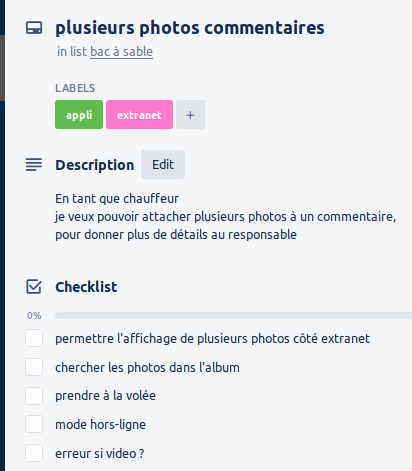 plusieurs photos commentaires
in list bac à sable
LABELS
appli extranet +
Description Edit
En tant que chauffeur
je veux pouvoir attacher plusieurs photos à un commentaire,
pour donner plus de détails au responsable
Checklist
0%
permettre l'affichage de plusieurs photos côté extranet
chercher les photos dans l'album
prendre à la volée
mode hors-ligne
erreur si video ?